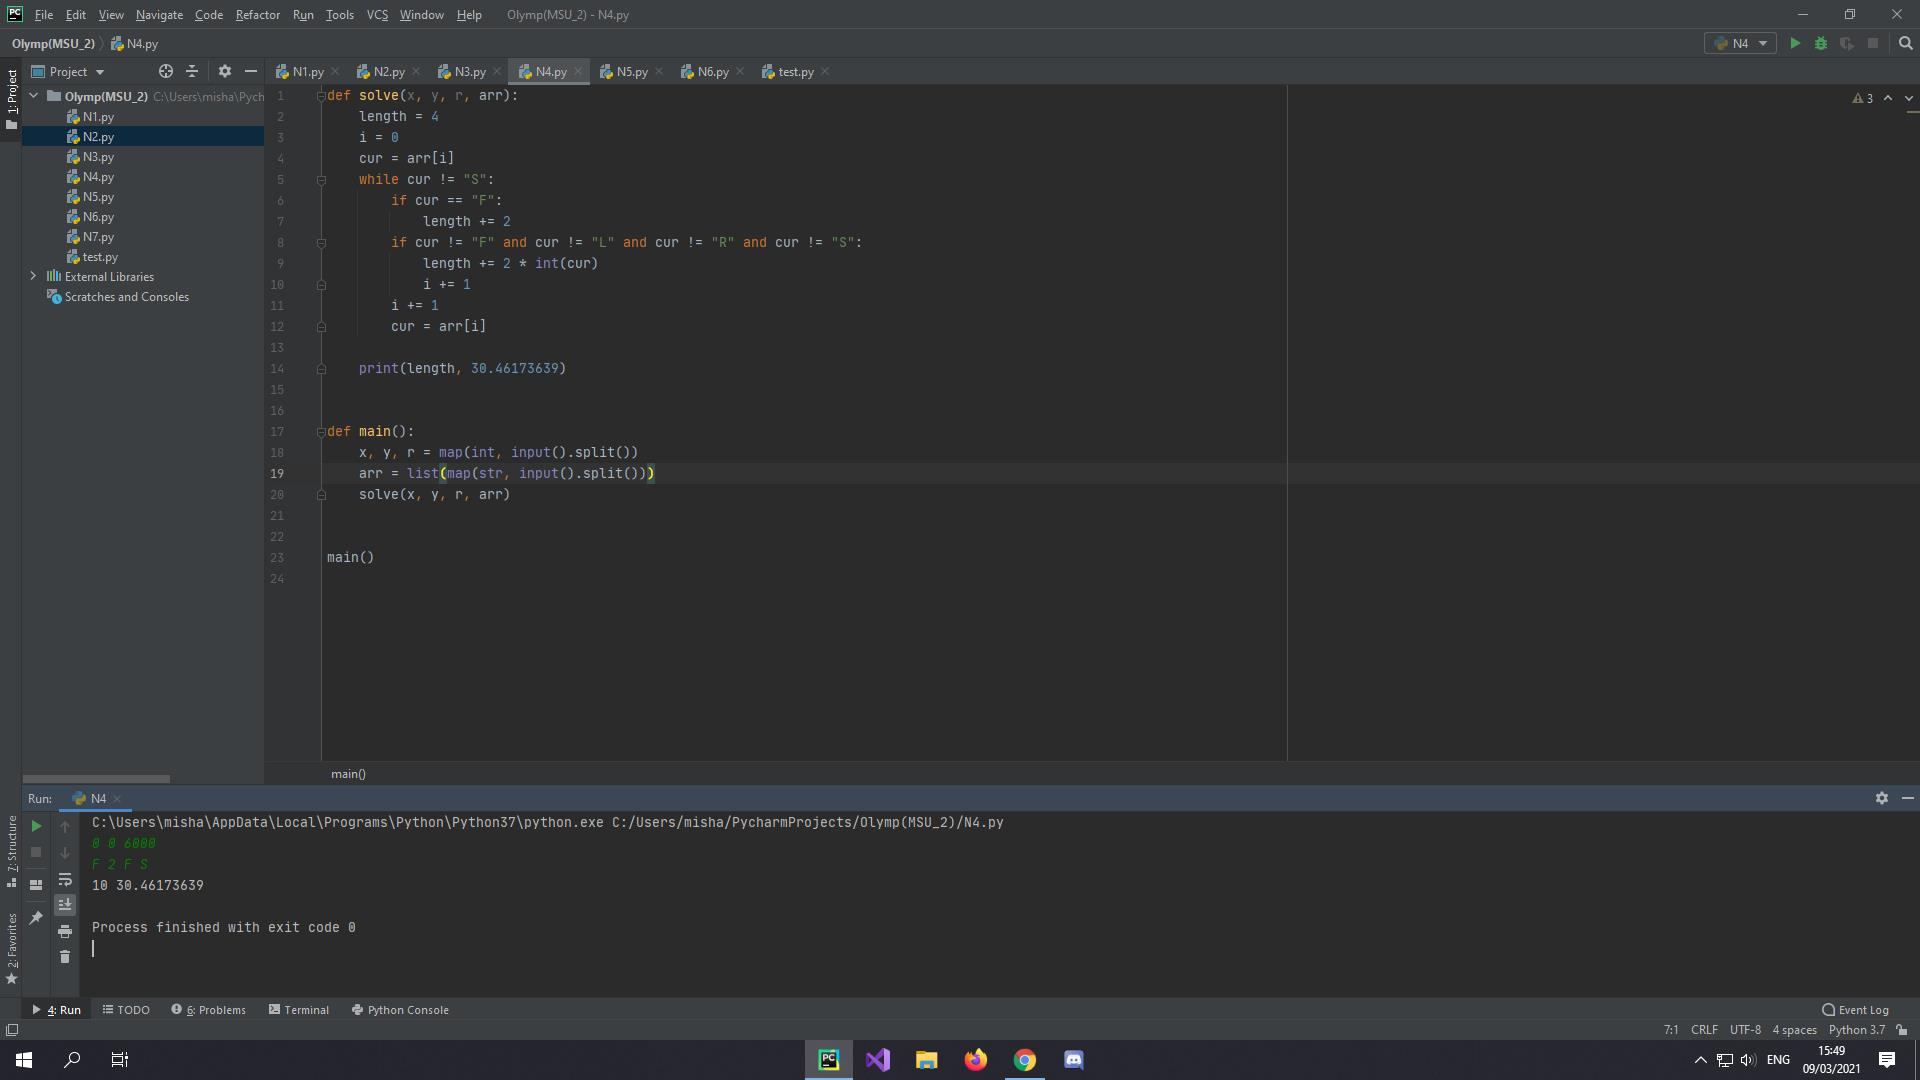 PC File Edit View Navigate Code Refactor Run Tools VCS Window Help Olymp(MSU_2) - N4.py
Olymp(MSU_2) N4.py N4
Project N1.py N2.py N3.py N4.py N5.py N6.py test.py
1: Project
Olymp(MSU_2) C:\Users\misha\Pych
N1.py
N2.py
N3.py
N4.py
N5.py
N6.py
N7.py
test.py
External Libraries
Scratches and Consoles
3
1 def solve(x, y, r, arr):
2 length = 4
3 i = 0
4 cur = arr[i]
5 while cur != "S":
6 if cur == "F":
7 length += 2
8 if cur != "F" and cur != "L" and cur != "R" and cur != "S":
9 length += 2 * int(cur)
10 i += 1
11 i += 1
12 cur = arr[i]
13
14 print(length, 30.46173639)
15
16
17 def main():
18 x, y, r = map(int, input().split())
19 arr = list(map(str, input().split()))
20 solve(x, y, r, arr)
21
22
23 main()
24
main()
Run: N4
7: Structure
2: Favorites
C:\Users\misha\AppData\Local\Programs\Python\Python37\python.exe C:/Users/misha/PycharmProjects/Olymp(MSU_2)/N4.py
0 0 6000
F 2 F S
10 30.46173639
Process finished with exit code 0
4: Run TODO 6: Problems Terminal Python Console Event Log
7:1 CRLF UTF-8 4 spaces Python 3.7
PC ENG 15:49
09/03/2021